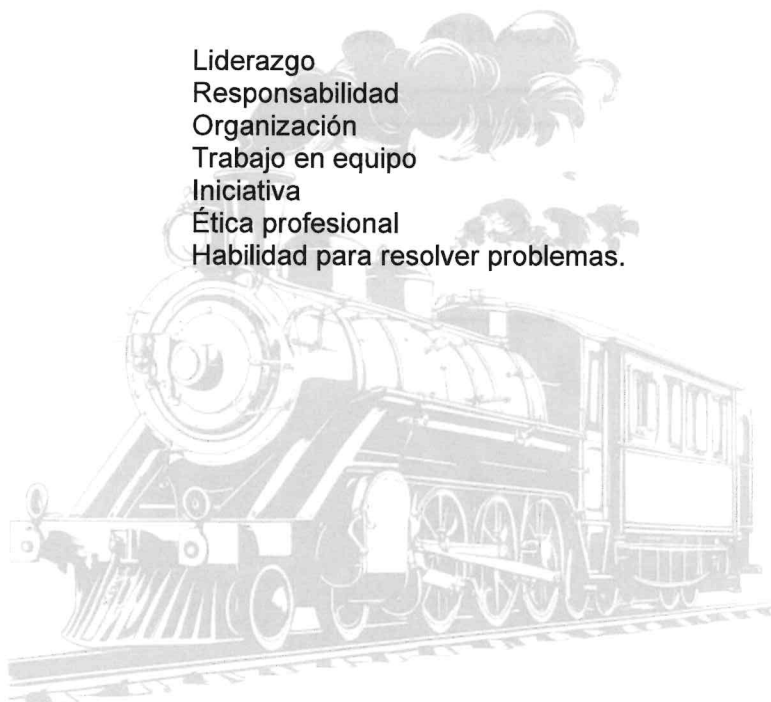 Liderazgo
Responsabilidad
Organización
Trabajo en equipo
Iniciativa
Ética profesional
Habilidad para resolver problemas.